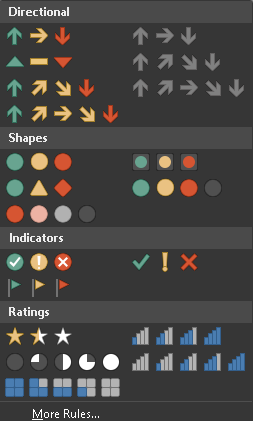 Directional
Shapes
Indicators
Ratings
More Rules...